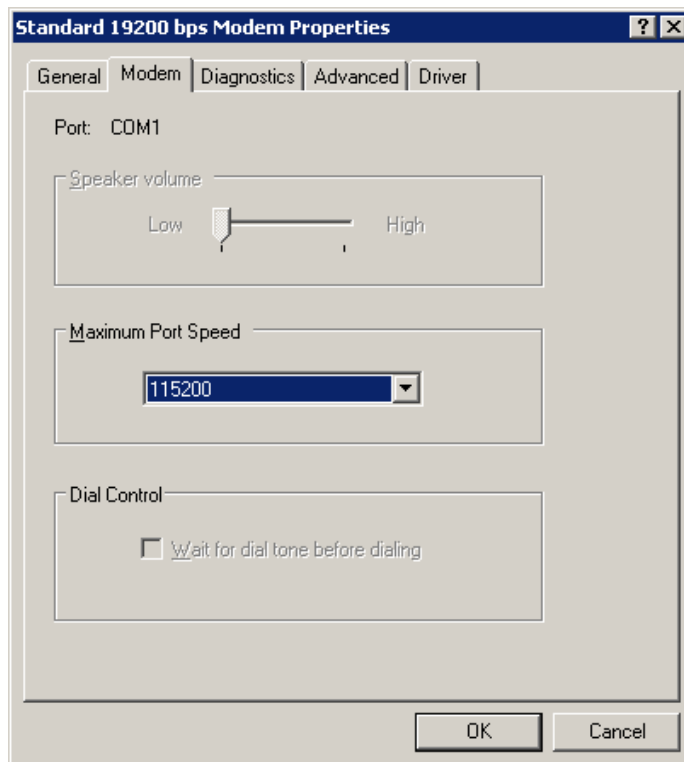 Standard 19200 bps Modem Properties
General Modem Diagnostics Advanced Driver
Port: COM1
Speaker volume
Low High
Maximum Port Speed
115200
Dial Control
Wait for dial tone before dialing
OK Cancel